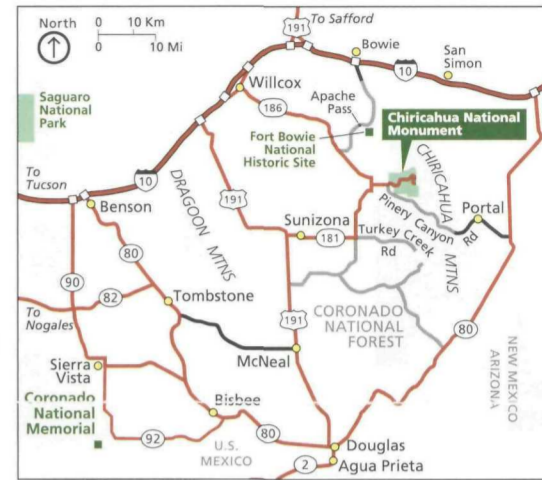 North
0 10 Km
0 10 Mi
To Safford
191
Bowie
San
Simon
10
Willcox
186
Apache
Pass
Saguaro
National
Park
Fort Bowie
National
Historic Site
Chiricahua National
Monument
To
Tucson
10
Benson
DRAGOON MTNS
191
CHIRICAHUA
MTNS
Pinery Canyon
Rd
Portal
Sunizona
181
Turkey Creek
Rd
90
80
82
To
Nogales
Tombstone
191
CORONADO
NATIONAL
FOREST
80
NEW MEXICO
ARIZONA
McNeal
Sierra
Vista
Coronado
National
Memorial
Bisbee
92
80
U.S.
MEXICO
Douglas
2
Agua Prieta